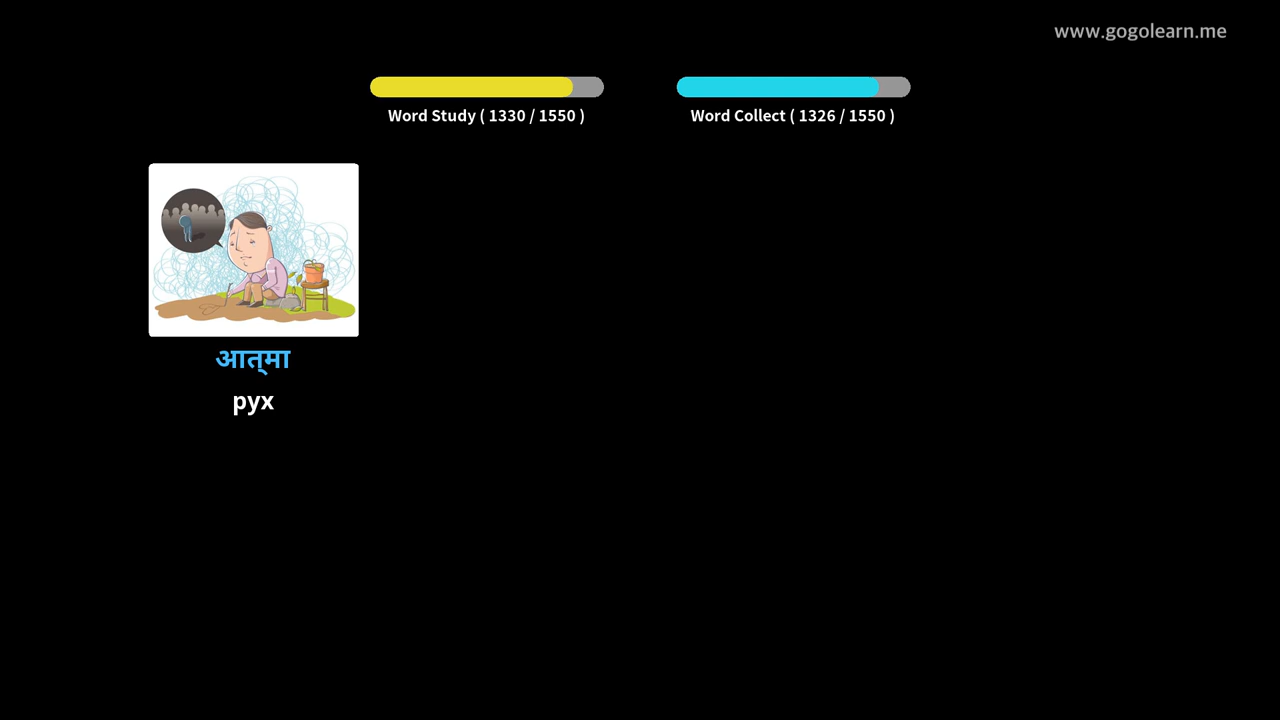 www.gogolearn.me
Word Study ( 1330 / 1550 )
Word Collect ( 1326 / 1550 )
आत्‌मा
рух